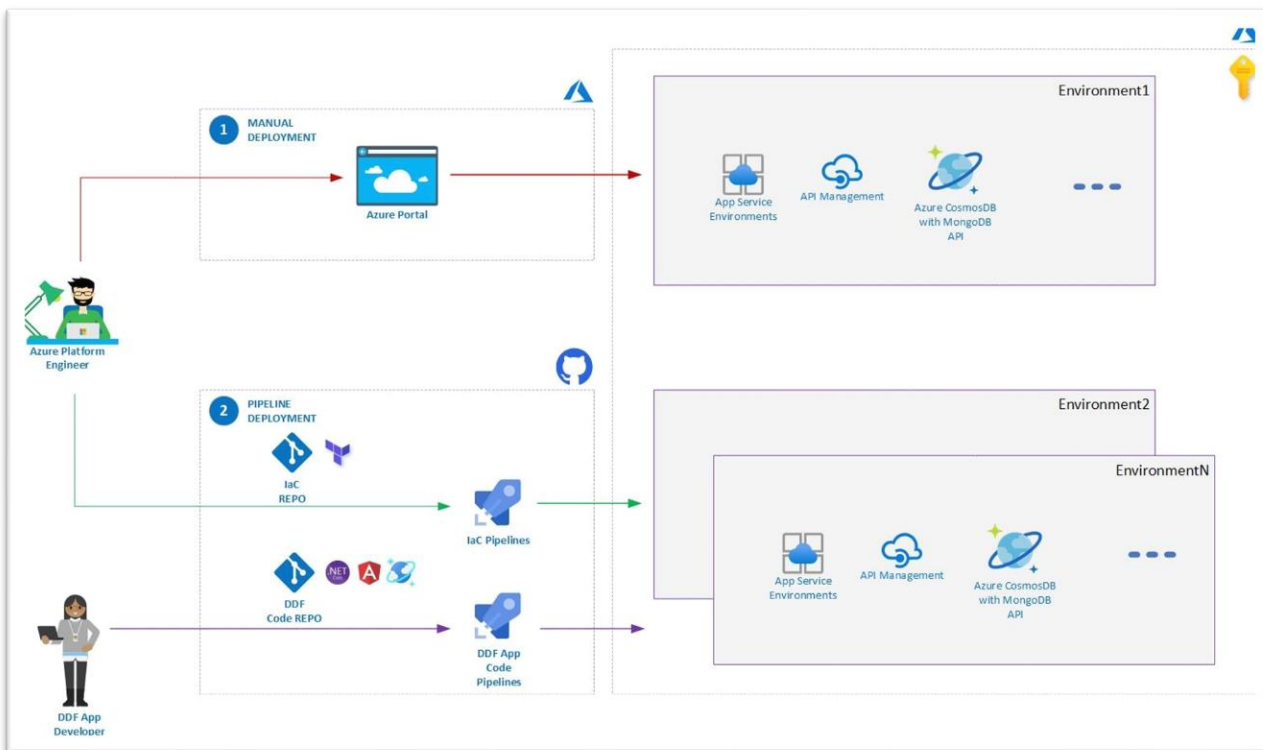 Environment1
1
MANUAL
DEPLOYMENT
Azure Portal
App Service
Environments
API Management
Azure CosmosDB
with MongoDB
API
Azure Platform
Engineer
2
PIPELINE
DEPLOYMENT
IaC
REPO
IaC Pipelines
Environment2
EnvironmentN
App Service
Environments
API Management
Azure CosmosDB
with MongoDB
API
.NET
Core
A
DDF
Code REPO
DDF App
Code
Pipelines
DDF App
Developer